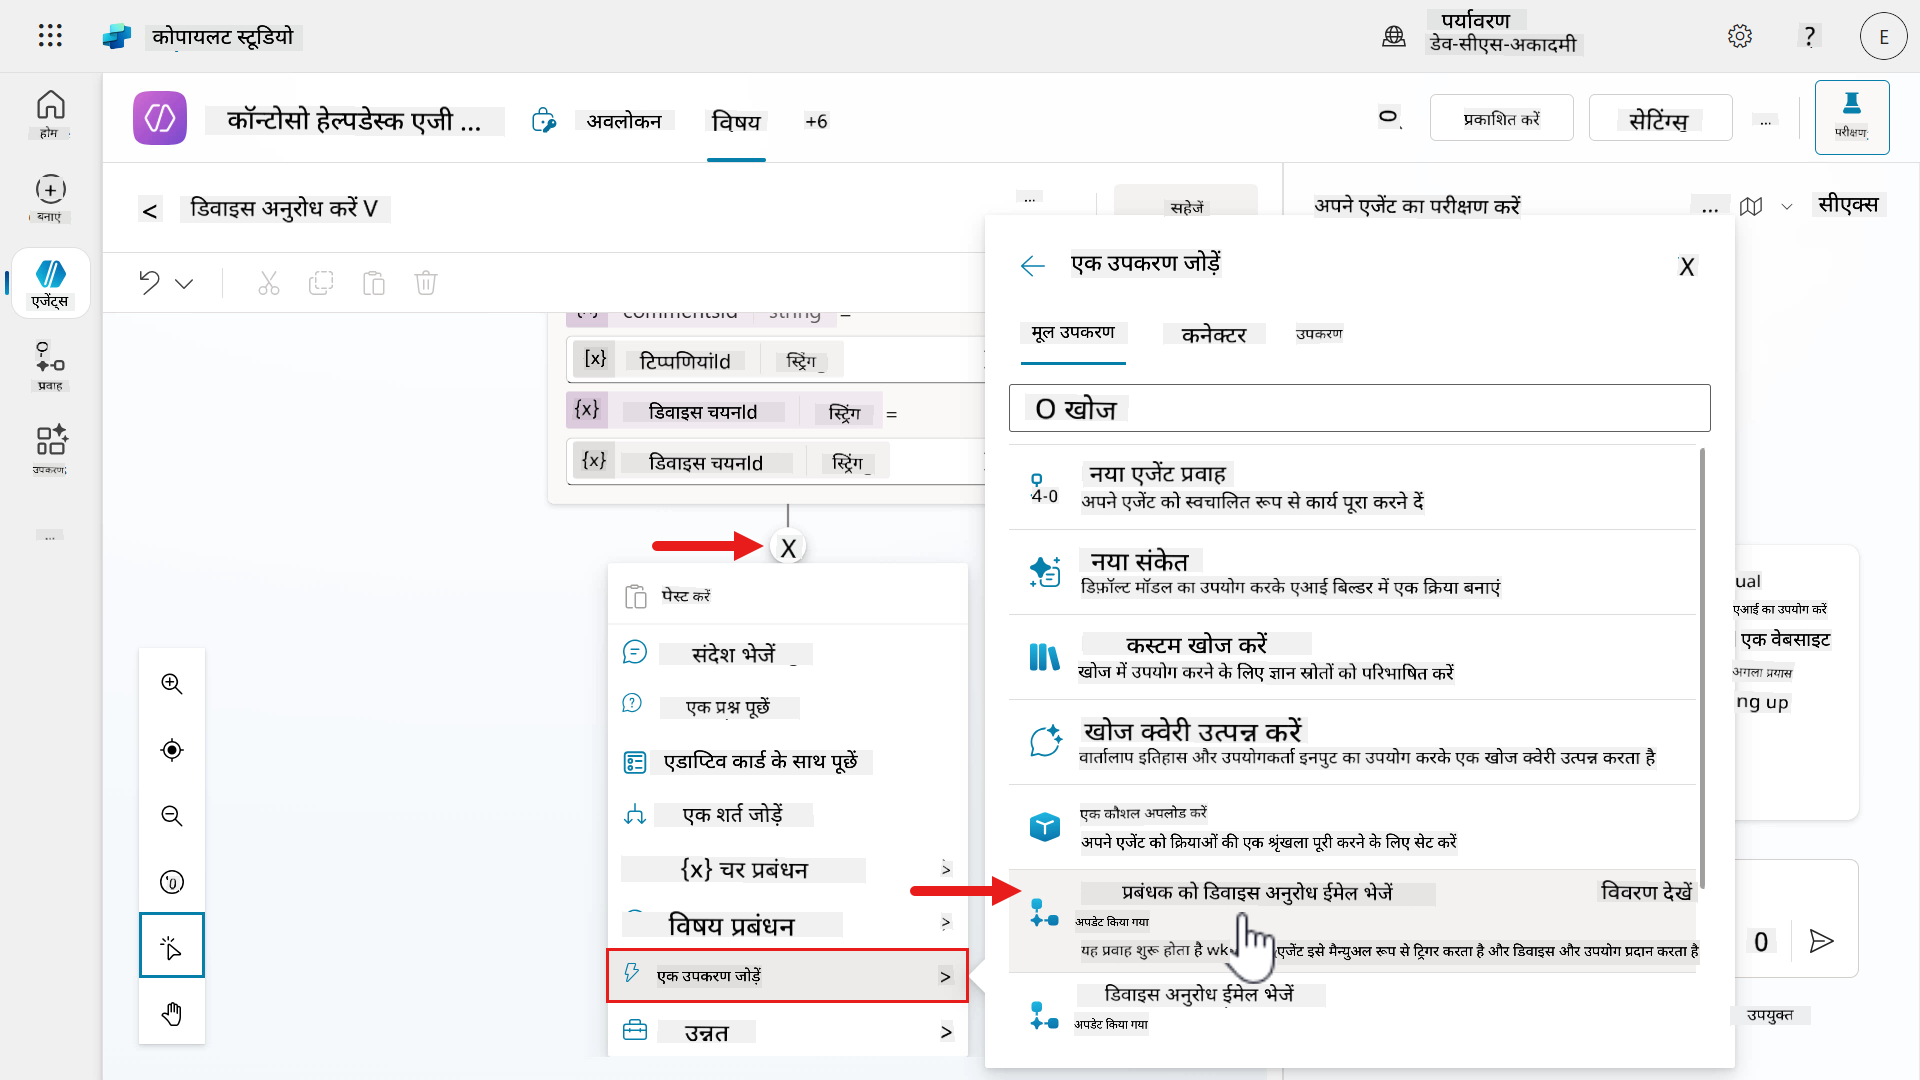 कोपायलट स्टूडियो
पर्यावरण
डेव-सीएस-अकादमी
?
E
होम
बनाएं
एजेंट्स
प्रवाह
उपकरण;
...
कॉन्टोसो हेल्पडेस्क एजी ...
अवलोकन
विषय
+6
प्रकाशित करें
सेटिंग्स
...
परीक्षण
< डिवाइस अनुरोध करें V
...
सहेजें
अपने एजेंट का परीक्षण करें
...
सीएक्स
commentsId string =
[x] टिप्पणियांId स्ट्रिंग
{x} डिवाइस चयनId स्ट्रिंग =
{x} डिवाइस चयनId स्ट्रिंग
X
पेस्ट करें
संदेश भेजें
एक प्रश्न पूछें
एडाप्टिव कार्ड के साथ पूछें
एक शर्त जोड़ें
{x} चर प्रबंधन >
विषय प्रबंधन >
एक उपकरण जोड़ें >
उन्नत >
एक उपकरण जोड़ें
X
मूल उपकरण
कनेक्टर
उपकरण
O खोज
4-0
नया एजेंट प्रवाह
अपने एजेंट को स्वचालित रूप से कार्य पूरा करने दें
नया संकेत
डिफ़ॉल्ट मॉडल का उपयोग करके एआई बिल्डर में एक क्रिया बनाएं
कस्टम खोज करें
खोज में उपयोग करने के लिए ज्ञान स्रोतों को परिभाषित करें
खोज क्वेरी उत्पन्न करें
वार्तालाप इतिहास और उपयोगकर्ता इनपुट का उपयोग करके एक खोज क्वेरी उत्पन्न करता है
एक कौशल अपलोड करें
अपने एजेंट को क्रियाओं की एक श्रृंखला पूरी करने के लिए सेट करें
प्रबंधक को डिवाइस अनुरोध ईमेल भेजें
विवरण देखें
अपडेट किया गया
यह प्रवाह शुरू होता है wk एजेंट इसे मैन्युअल रूप से ट्रिगर करता है और डिवाइस और उपयोग प्रदान करता है
डिवाइस अनुरोध ईमेल भेजें
अपडेट किया गया
ual
एआई का उपयोग करें
एक वेबसाइट
अगला प्रयास
ng up
0
उपयुक्त